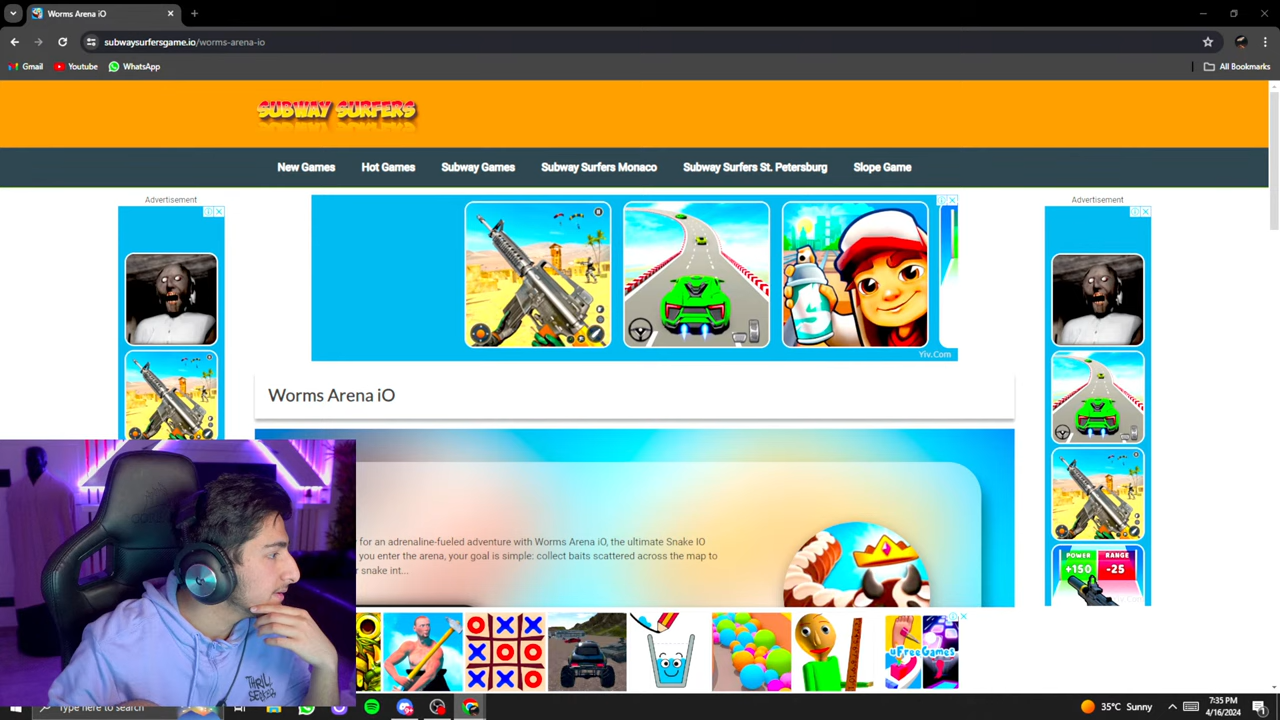 Worms Arena iO
subwaysurfersgame.io/worms-arena-io
Gmail
Youtube
WhatsApp
All Bookmarks
SUBWAY SURFERS
New Games
Hot Games
Subway Games
Subway Surfers Monaco
Subway Surfers St. Petersburg
Slope Game
Advertisement
Advertisement
Yiv.Com
Worms Arena iO
for an adrenaline-fueled adventure with Worms Arena iO, the ultimate Snake IO
you enter the arena, your goal is simple: collect baits scattered across the map to
snake int...
POWER
+150
RANGE
-25
O X X
X O O
X X O
uFreeGames
THRILL
Type here to search
35°C Sunny
7:35 PM
4/16/2024
1